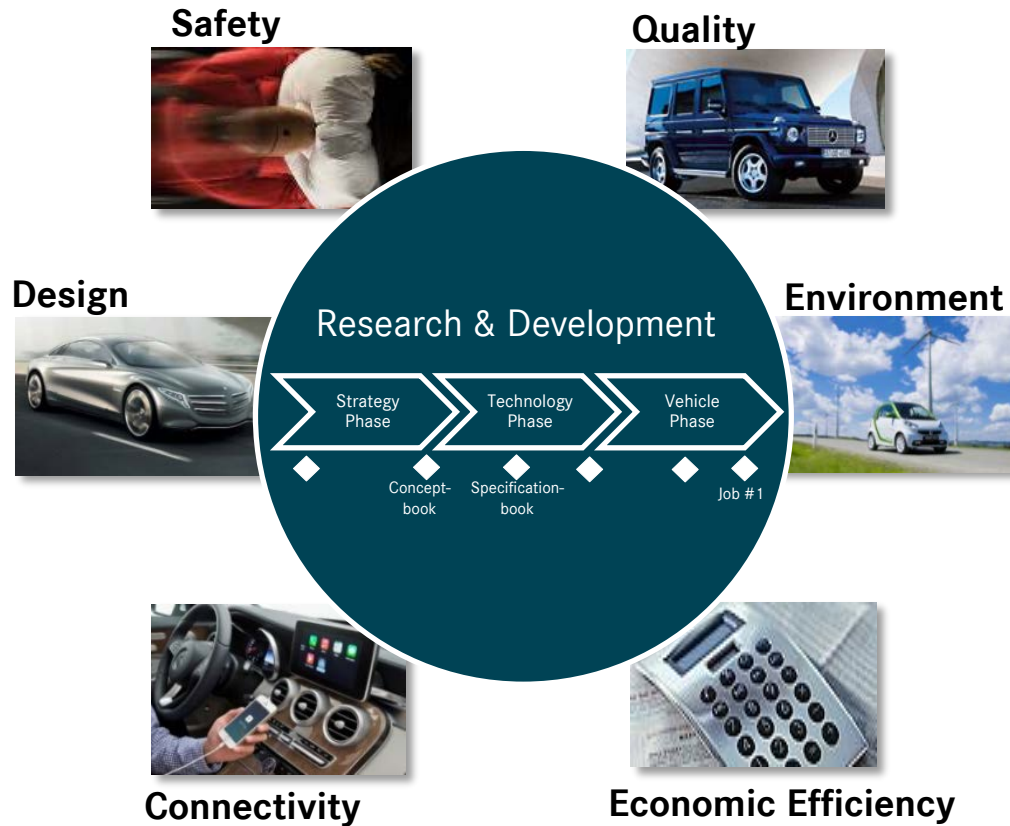 Safety
Quality
Design
Environment
Research & Development
Strategy
Phase
Technology
Phase
Vehicle
Phase
Concept-
book
Specification-
book
Job #1
Connectivity
Economic Efficiency